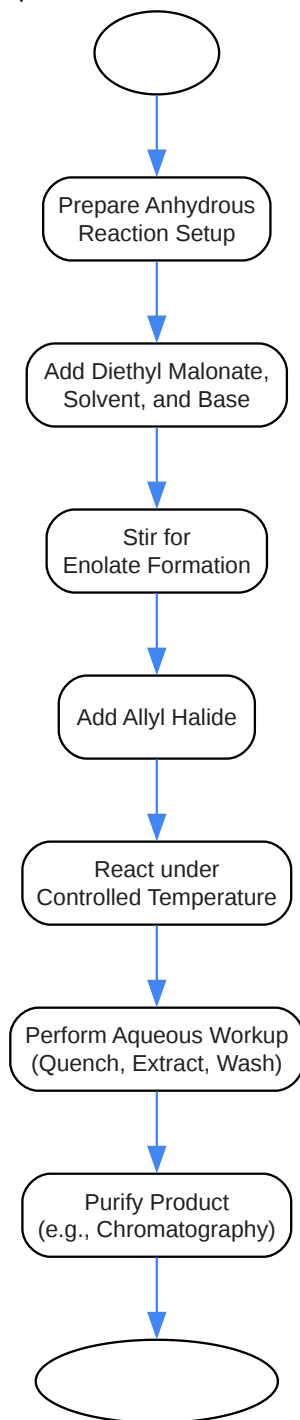 Prepare Anhydrous
Reaction Setup
Add Diethyl Malonate,
Solvent, and Base
Stir for
Enolate Formation
Add Allyl Halide
React under
Controlled Temperature
Perform Aqueous Workup
(Quench, Extract, Wash)
Purify Product
(e.g., Chromatography)